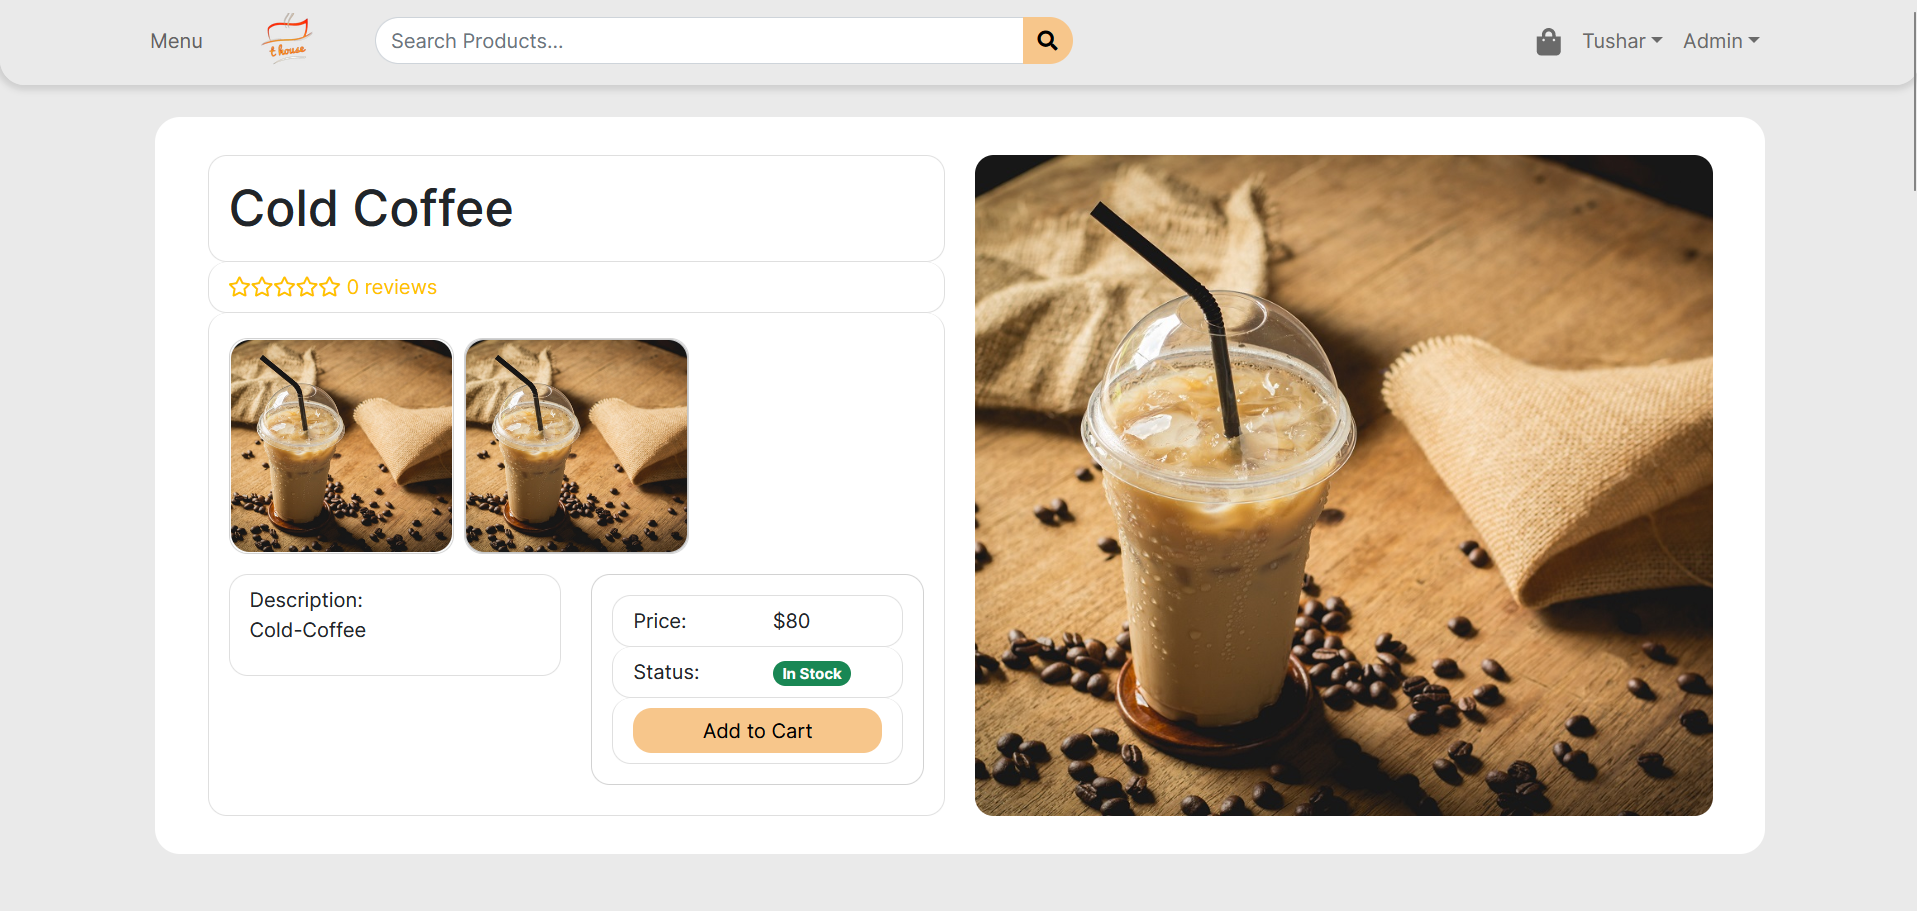 Menu
t house
Search Products...
Tushar
Admin
Cold Coffee
0 reviews
Description:
Cold-Coffee
Price: $80
Status: In Stock
Add to Cart